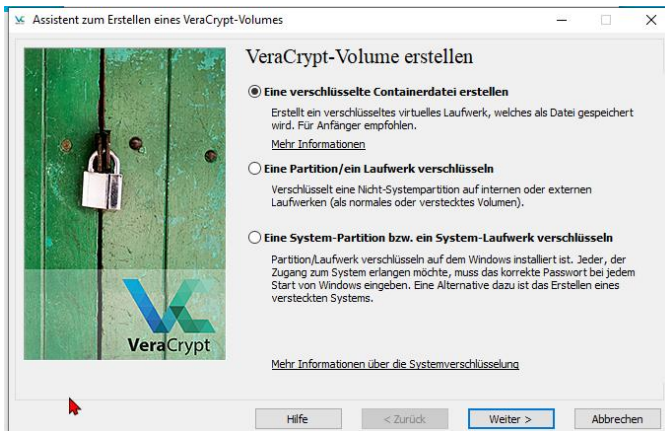 Assistent zum Erstellen eines VeraCrypt-Volumes
VeraCrypt-Volume erstellen
Eine verschlüsselte Containerdatei erstellen
Erstellt ein verschlüsseltes virtuelles Laufwerk, welches als Datei gespeichert
wird. Für Anfänger empfohlen.
Mehr Informationen
Eine Partition/ein Laufwerk verschlüsseln
Verschlüsselt eine Nicht-Systempartition auf internen oder externen
Laufwerken (als normales oder verstecktes Volumen).
Eine System-Partition bzw. ein System-Laufwerk verschlüsseln
Partition/Laufwerk verschlüsseln auf dem Windows installiert ist. Jeder, der
Zugang zum System erlangen möchte, muss das korrekte Passwort bei jedem
Start von Windows eingeben. Eine Alternative dazu ist das Erstellen eines
versteckten Systems.
Mehr Informationen über die Systemverschlüsselung
VeraCrypt
Hilfe
< Zurück
Weiter >
Abbrechen